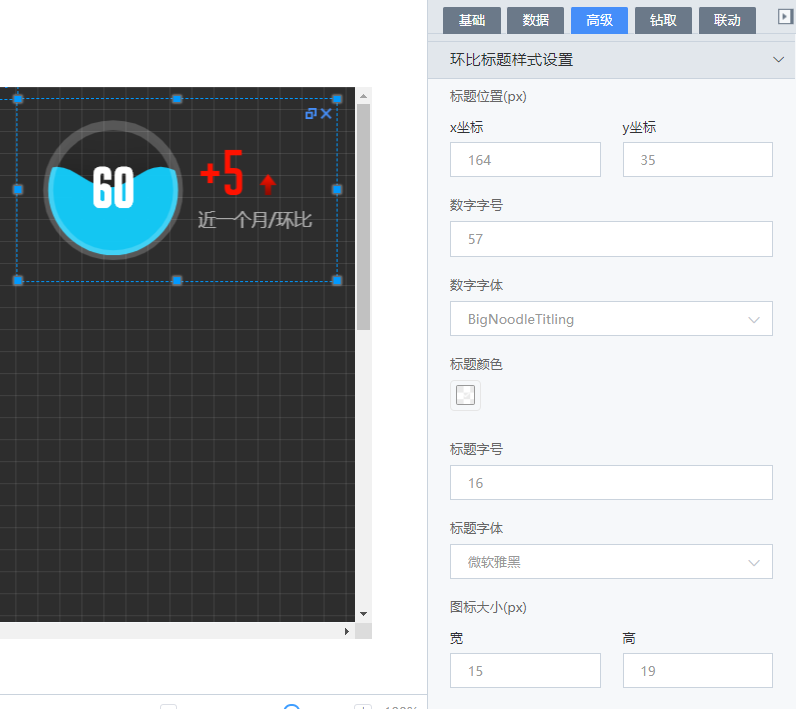 基础 数据 高级 钻取 联动
环比标题样式设置
标题位置(px)
x坐标 y坐标
164 35
数字字号
57
数字字体
BigNoodleTitling
标题颜色
标题字号
16
标题字体
微软雅黑
图标大小(px)
宽 高
15 19
60
+5
近一个月/环比